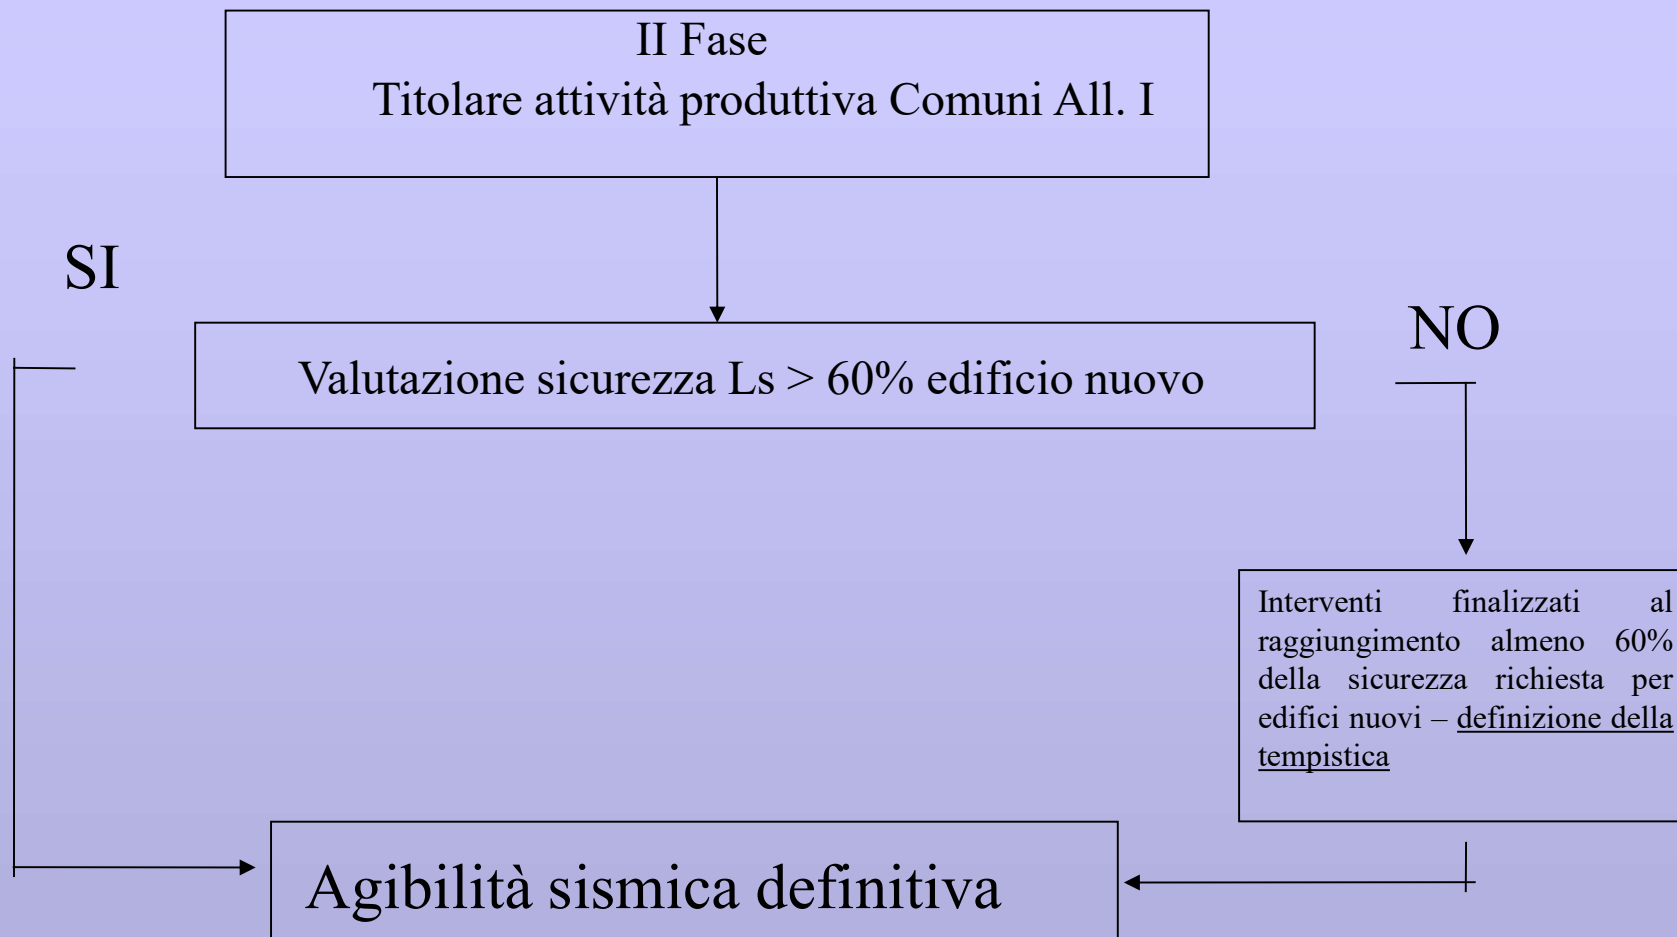 II Fase
Titolare attività produttiva Comuni All. I
SI
NO
Valutazione sicurezza Ls > 60% edificio nuovo
Interventi finalizzati al
raggiungimento almeno 60%
della sicurezza richiesta per
edifici nuovi – definizione della
tempistica
Agibilità sismica definitiva